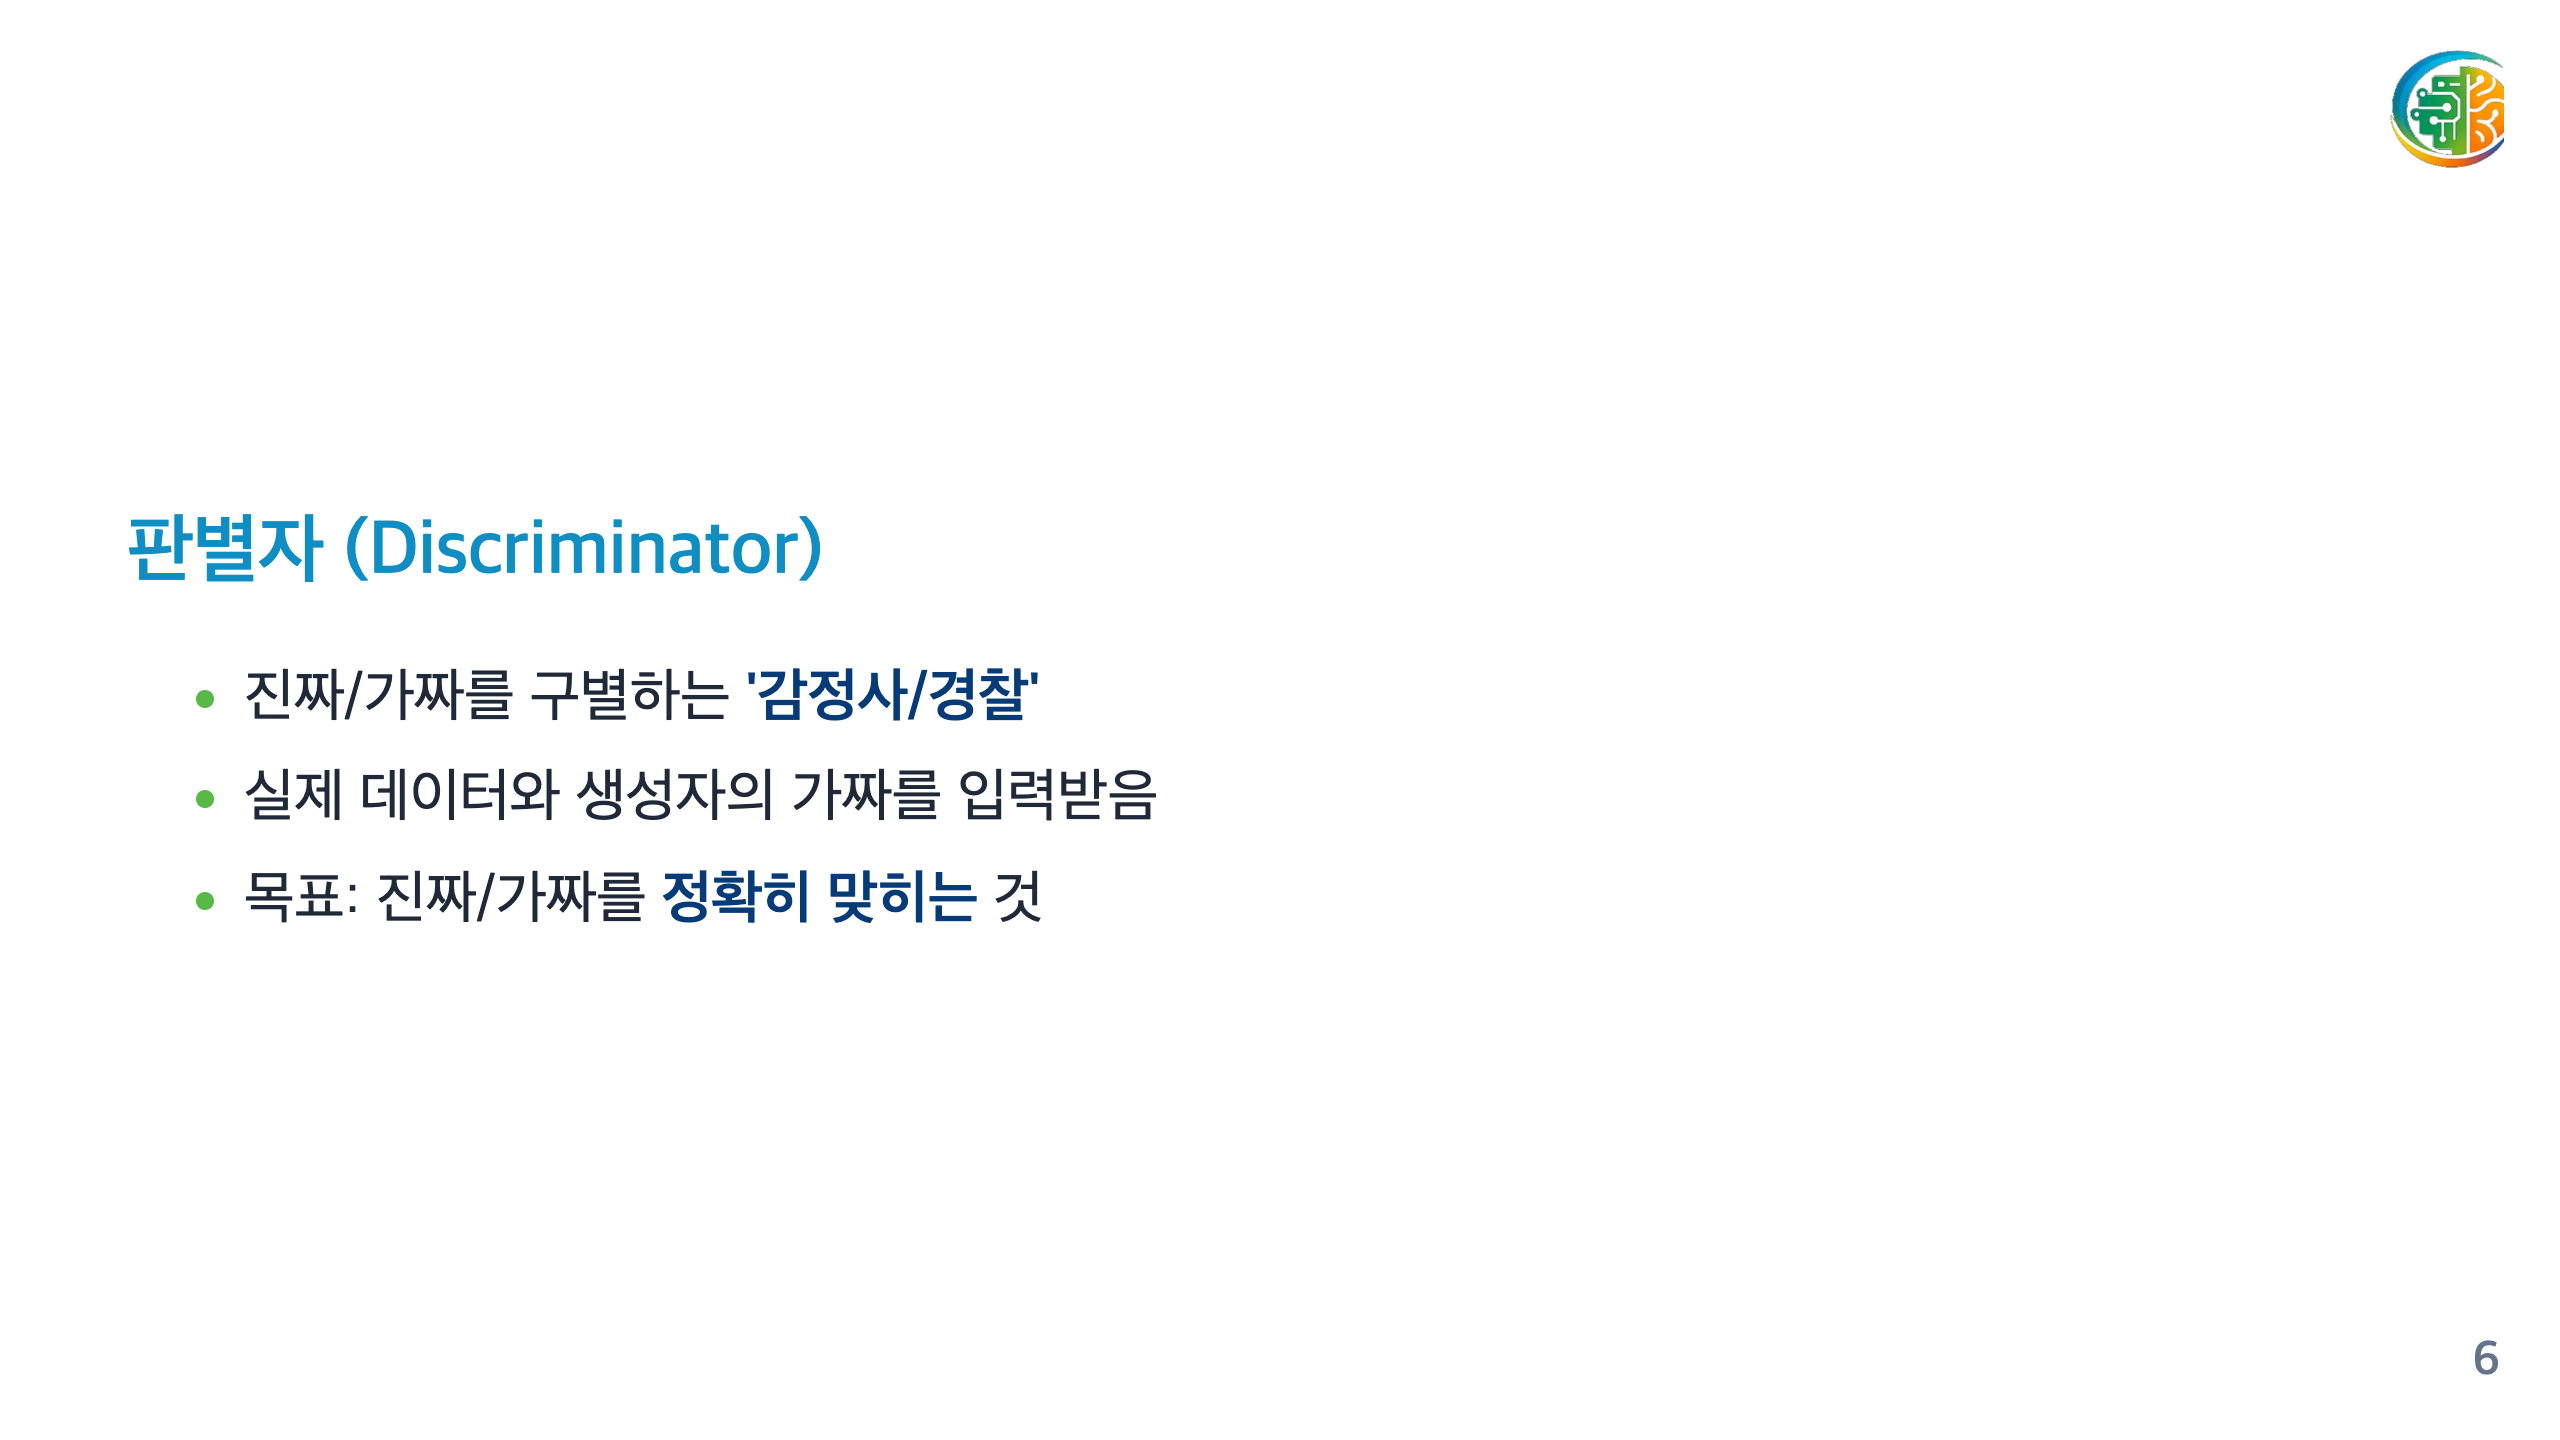 판별자 (Discriminator)
• 진짜/가짜를 구별하는 '감정사/경찰'
• 실제 데이터와 생성자의 가짜를 입력받음
• 목표: 진짜/가짜를 정확히 맞히는 것
6